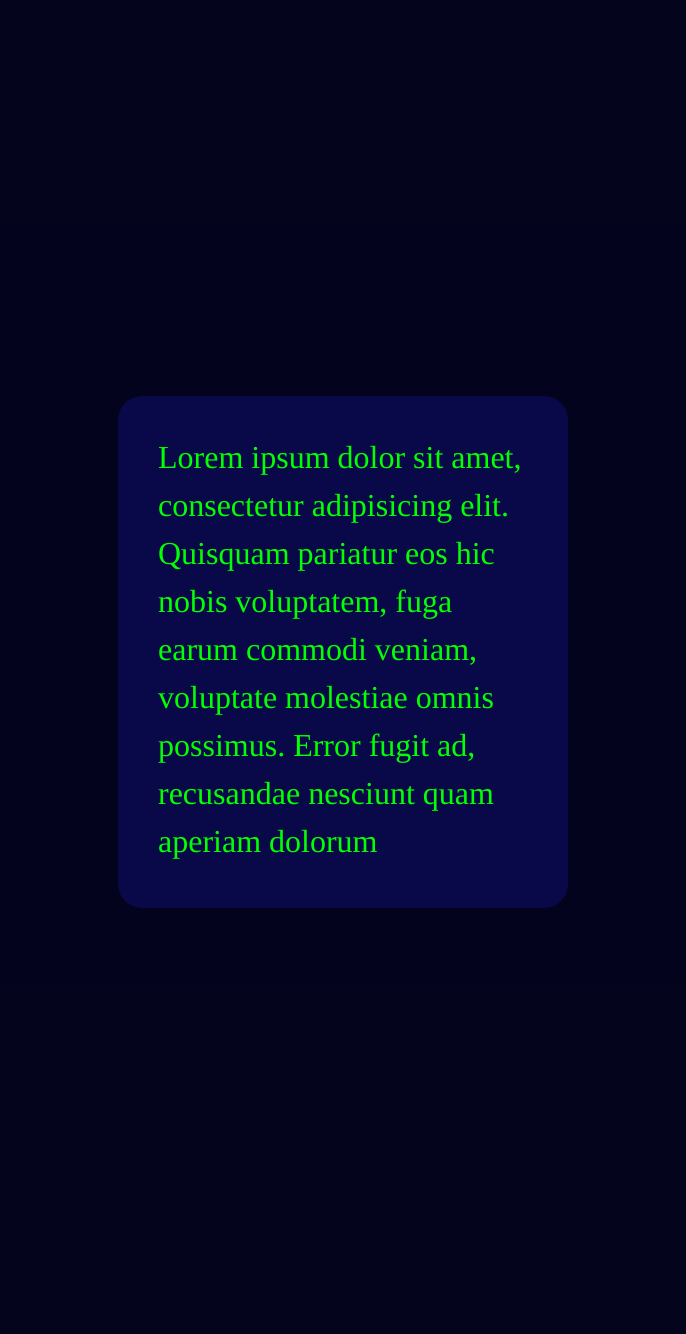 Lorem ipsum dolor sit amet,
consectetur adipisicing elit.
Quisquam pariatur eos hic
nobis voluptatem, fuga
earum commodi veniam,
voluptate molestiae omnis
possimus. Error fugit ad,
recusandae nesciunt quam
aperiam dolorum